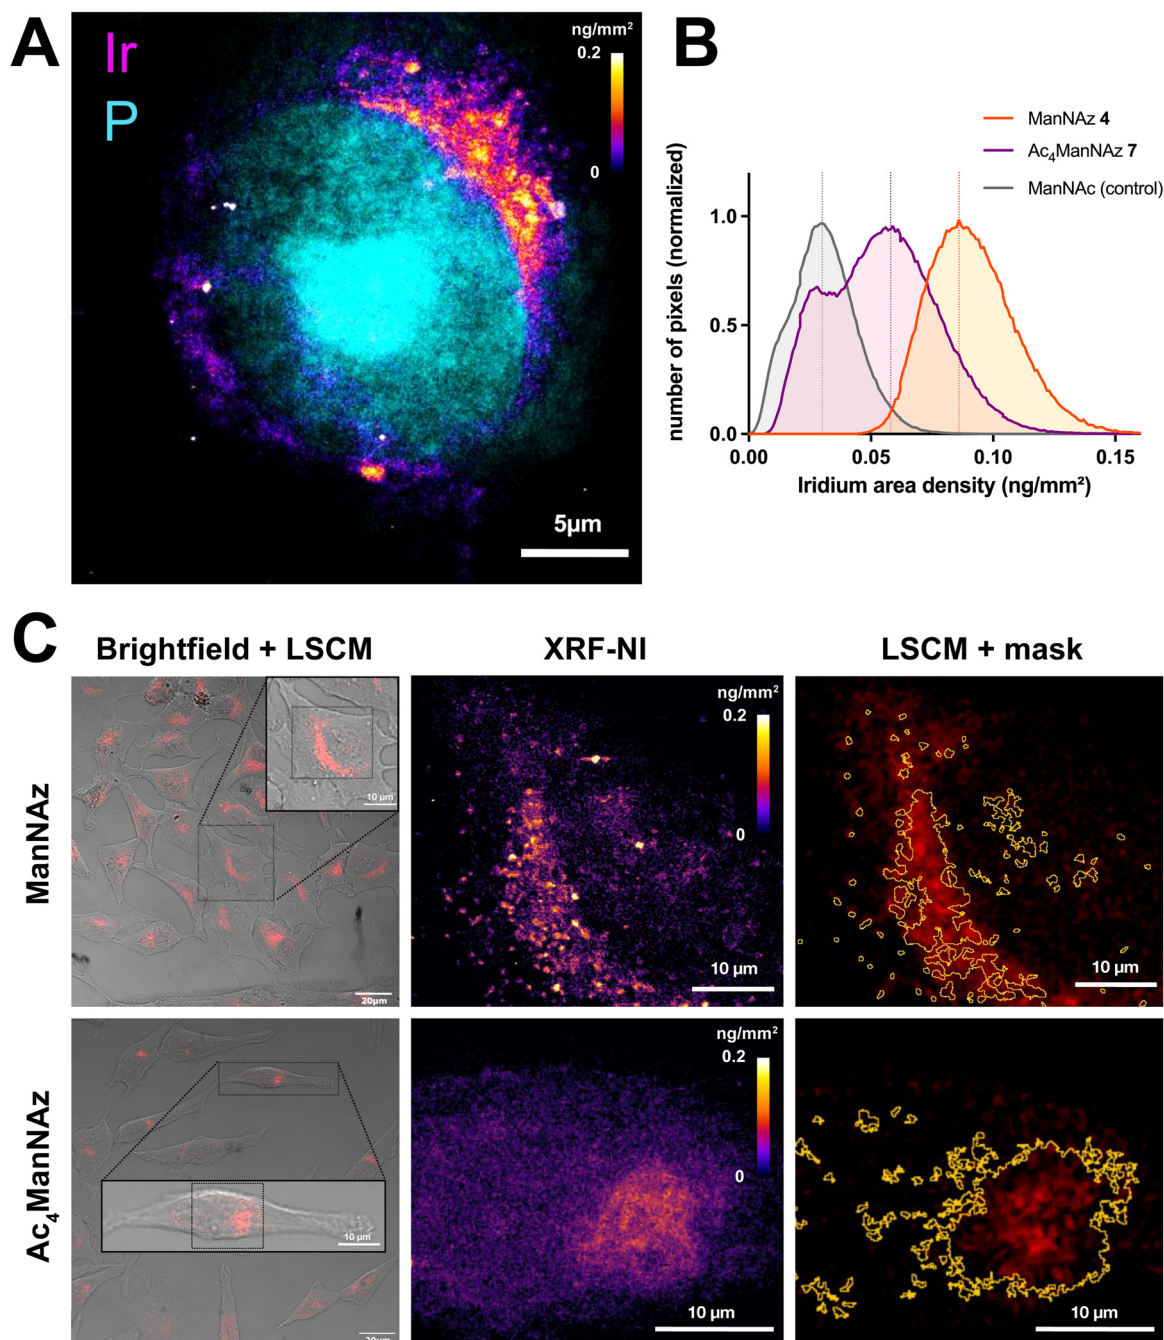 A
Ir
P
ng/mm²
0.2
0
5µm
B
ManNAz 4
Ac₄ManNAz 7
ManNAc (control)
number of pixels (normalized)
1.0
0.5
0.0
0.00 0.05 0.10 0.15
Iridium area density (ng/mm²)
C
Brightfield + LSCM XRF-NI LSCM + mask
ManNAz
10 µm
20µm
ng/mm²
0.2
0
10 µm
10 µm
Ac₄ManNAz
10 µm
20µm
ng/mm²
0.2
0
10 µm
10 µm